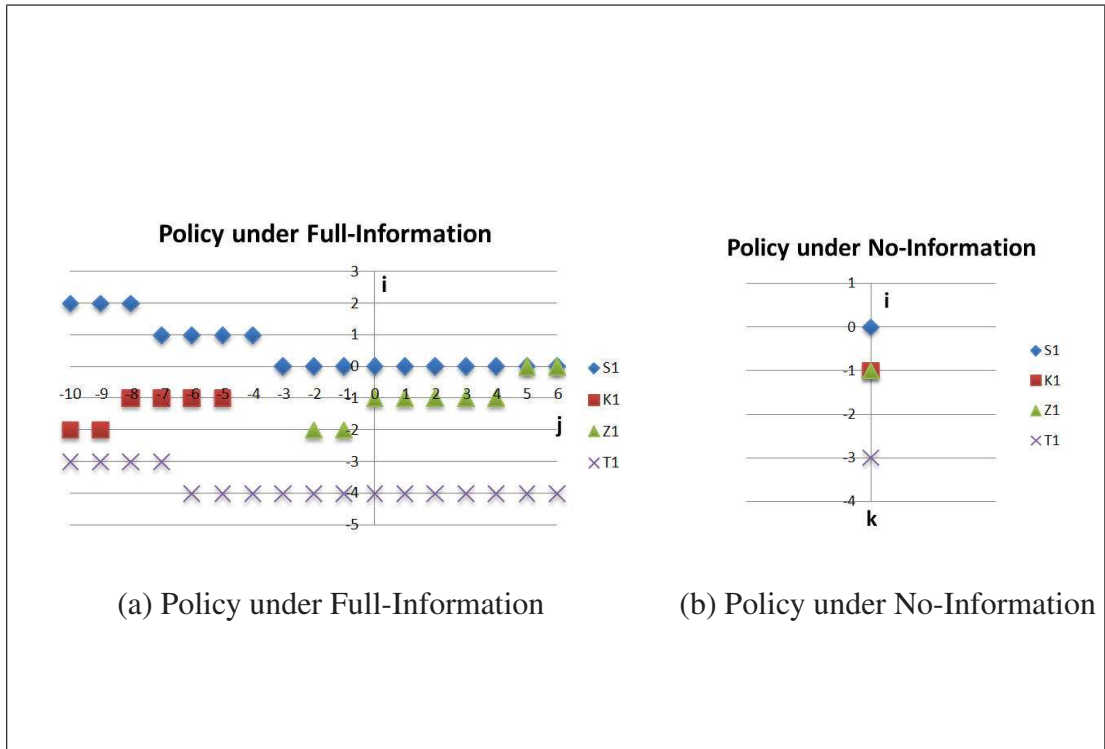 Policy under Full-Information
3
i
2
1
0
-10 -9 -8 -7 -6 -5 -4 -3 -2 -1 0 1 2 3 4 5 6
-1
j
-2
-3
-4
-5
S1
K1
Z1
T1
(a) Policy under Full-Information
Policy under No-Information
1
i
0
-1
-2
-3
-4
k
S1
K1
Z1
T1
(b) Policy under No-Information